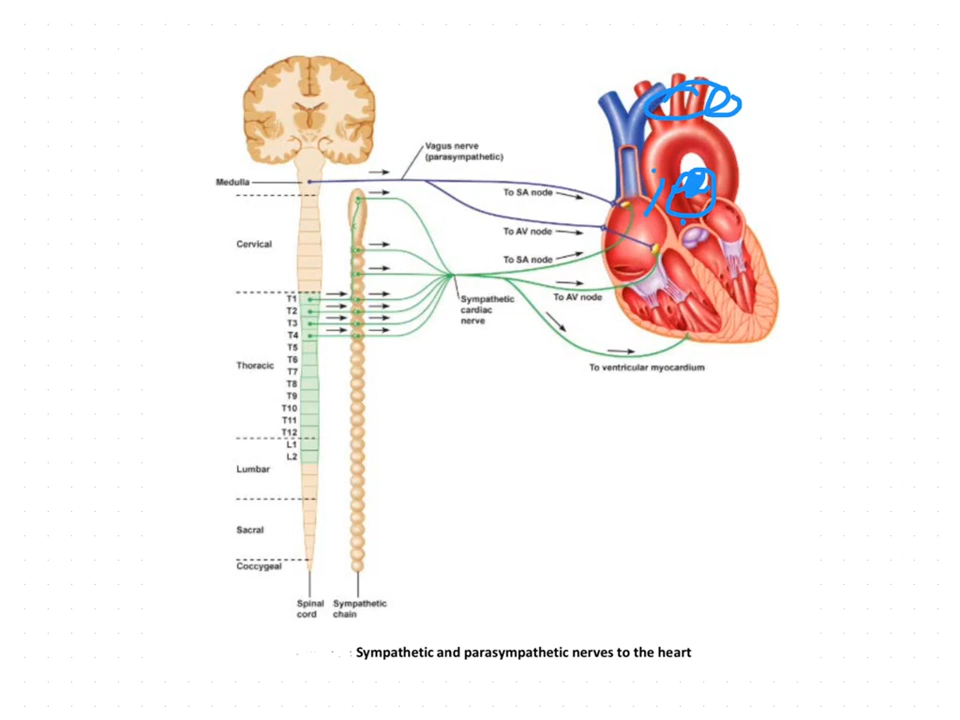 Vagus nerve
(parasympathetic)
Medulla
To SA node
Cervical
To AV node
To SA node
Sympathetic
cardiac
nerve
To AV node
T1
T2
T3
T4
T5
T6
T7
T8
T9
T10
T11
T12
L1
L2
Thoracic
To ventricular myocardium
Lumbar
Sacral
Coccygeal
Spinal
cord
Sympathetic
chain
Sympathetic and parasympathetic nerves to the heart